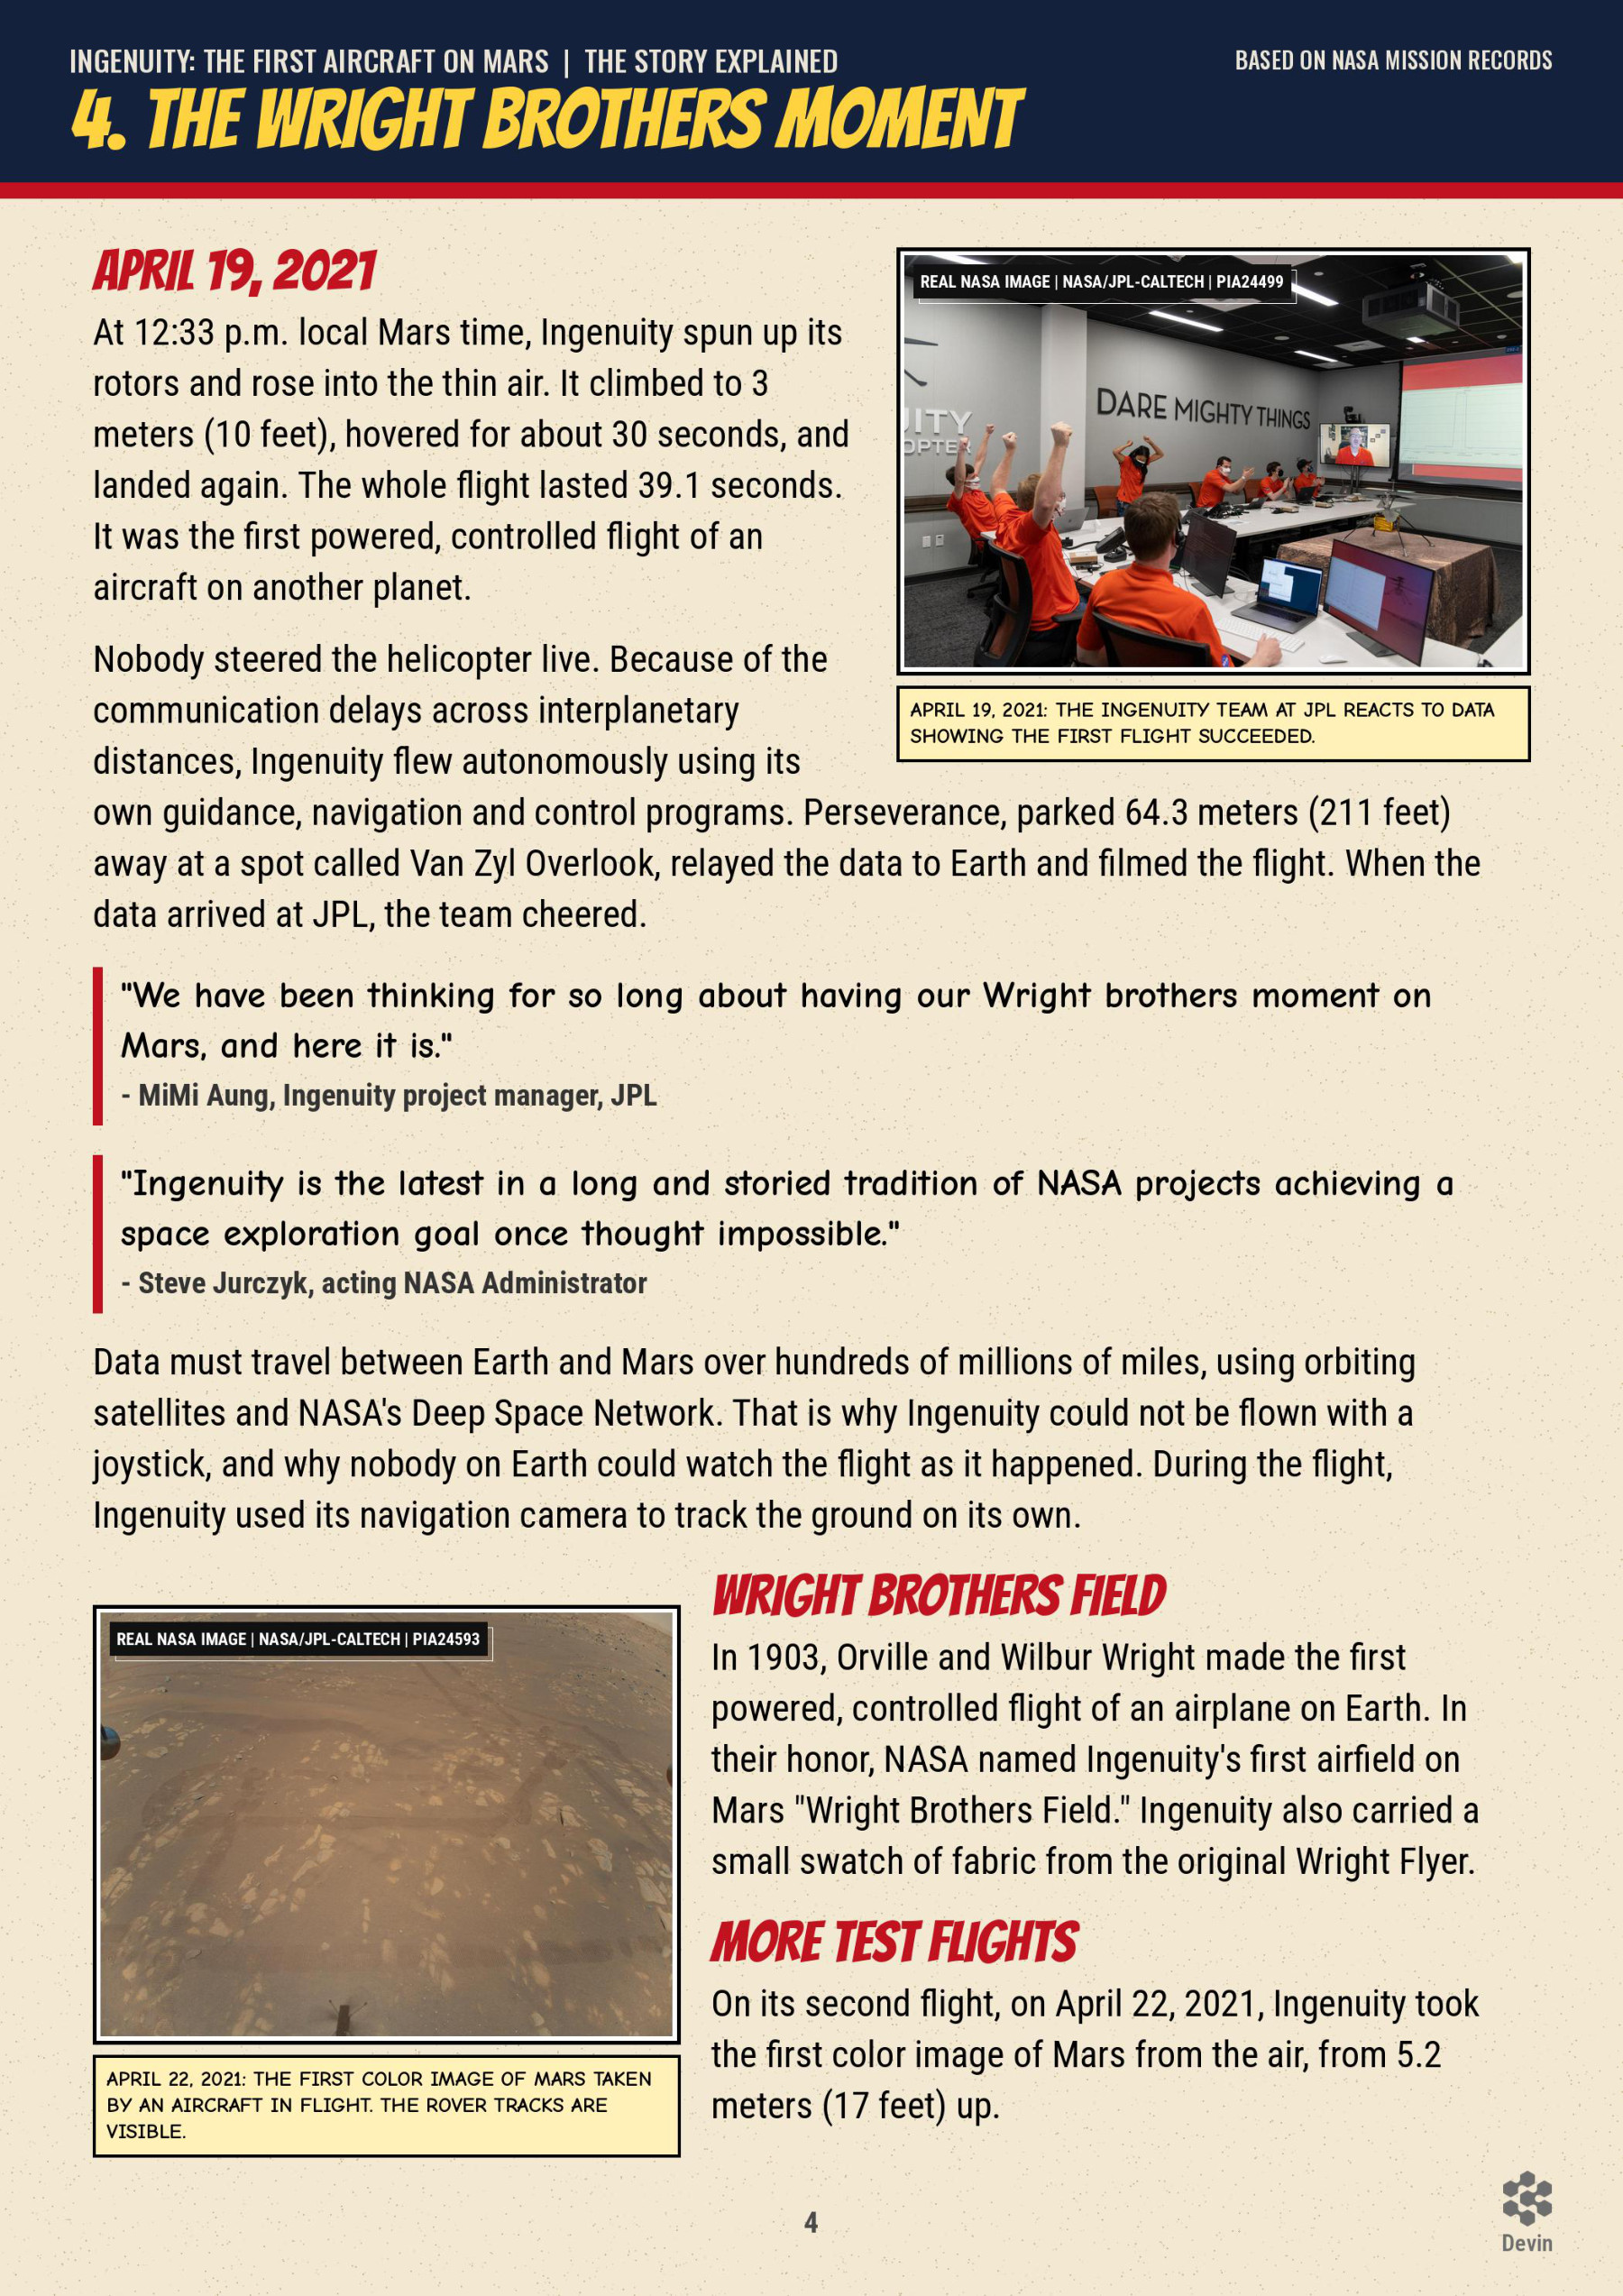 INGENUITY: THE FIRST AIRCRAFT ON MARS | THE STORY EXPLAINED
BASED ON NASA MISSION RECORDS
4. THE WRIGHT BROTHERS MOMENT
APRIL 19, 2021
At 12:33 p.m. local Mars time, Ingenuity spun up its
rotors and rose into the thin air. It climbed to 3
meters (10 feet), hovered for about 30 seconds, and
landed again. The whole flight lasted 39.1 seconds.
It was the first powered, controlled flight of an
aircraft on another planet.
REAL NASA IMAGE | NASA/JPL-CALTECH | PIA24499
DARE MIGHTY THINGS
UITY
OPTER
APRIL 19, 2021: THE INGENUITY TEAM AT JPL REACTS TO DATA
SHOWING THE FIRST FLIGHT SUCCEEDED.
Nobody steered the helicopter live. Because of the
communication delays across interplanetary
distances, Ingenuity flew autonomously using its
own guidance, navigation and control programs. Perseverance, parked 64.3 meters (211 feet)
away at a spot called Van Zyl Overlook, relayed the data to Earth and filmed the flight. When the
data arrived at JPL, the team cheered.
"We have been thinking for so long about having our Wright brothers moment on
Mars, and here it is."
- MiMi Aung, Ingenuity project manager, JPL
"Ingenuity is the latest in a long and storied tradition of NASA projects achieving a
space exploration goal once thought impossible."
- Steve Jurczyk, acting NASA Administrator
Data must travel between Earth and Mars over hundreds of millions of miles, using orbiting
satellites and NASA's Deep Space Network. That is why Ingenuity could not be flown with a
joystick, and why nobody on Earth could watch the flight as it happened. During the flight,
Ingenuity used its navigation camera to track the ground on its own.
REAL NASA IMAGE | NASA/JPL-CALTECH | PIA24593
APRIL 22, 2021: THE FIRST COLOR IMAGE OF MARS TAKEN
BY AN AIRCRAFT IN FLIGHT. THE ROVER TRACKS ARE
VISIBLE.
WRIGHT BROTHERS FIELD
In 1903, Orville and Wilbur Wright made the first
powered, controlled flight of an airplane on Earth. In
their honor, NASA named Ingenuity's first airfield on
Mars "Wright Brothers Field." Ingenuity also carried a
small swatch of fabric from the original Wright Flyer.
MORE TEST FLIGHTS
On its second flight, on April 22, 2021, Ingenuity took
the first color image of Mars from the air, from 5.2
meters (17 feet) up.
4
Devin